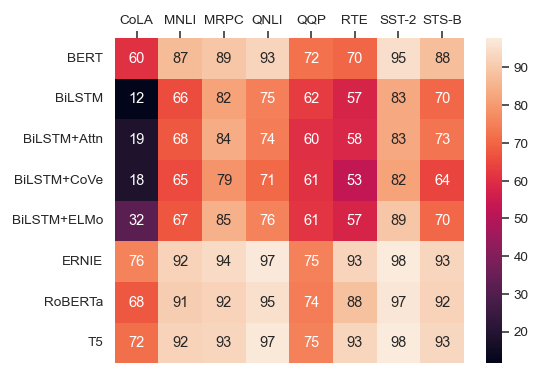 CoLA MNLI MRPC QNLI QQP RTE SST-2 STS-B
BERT 60 87 89 93 72 70 95 88
BiLSTM 12 66 82 75 62 57 83 70
BiLSTM+Attn 19 68 84 74 60 58 83 73
BiLSTM+CoVe 18 65 79 71 61 53 82 64
BiLSTM+ELMo 32 67 85 76 61 57 89 70
ERNIE 76 92 94 97 75 93 98 93
RoBERTa 68 91 92 95 74 88 97 92
T5 72 92 93 97 75 93 98 93
90
80
70
60
50
40
30
20